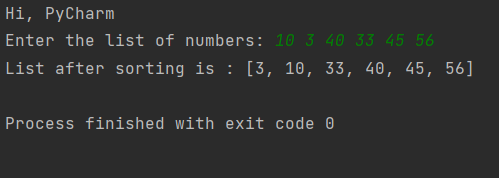 Hi, PyCharm
Enter the list of numbers: 10 3 40 33 45 56
List after sorting is : [3, 10, 33, 40, 45, 56]
Process finished with exit code 0